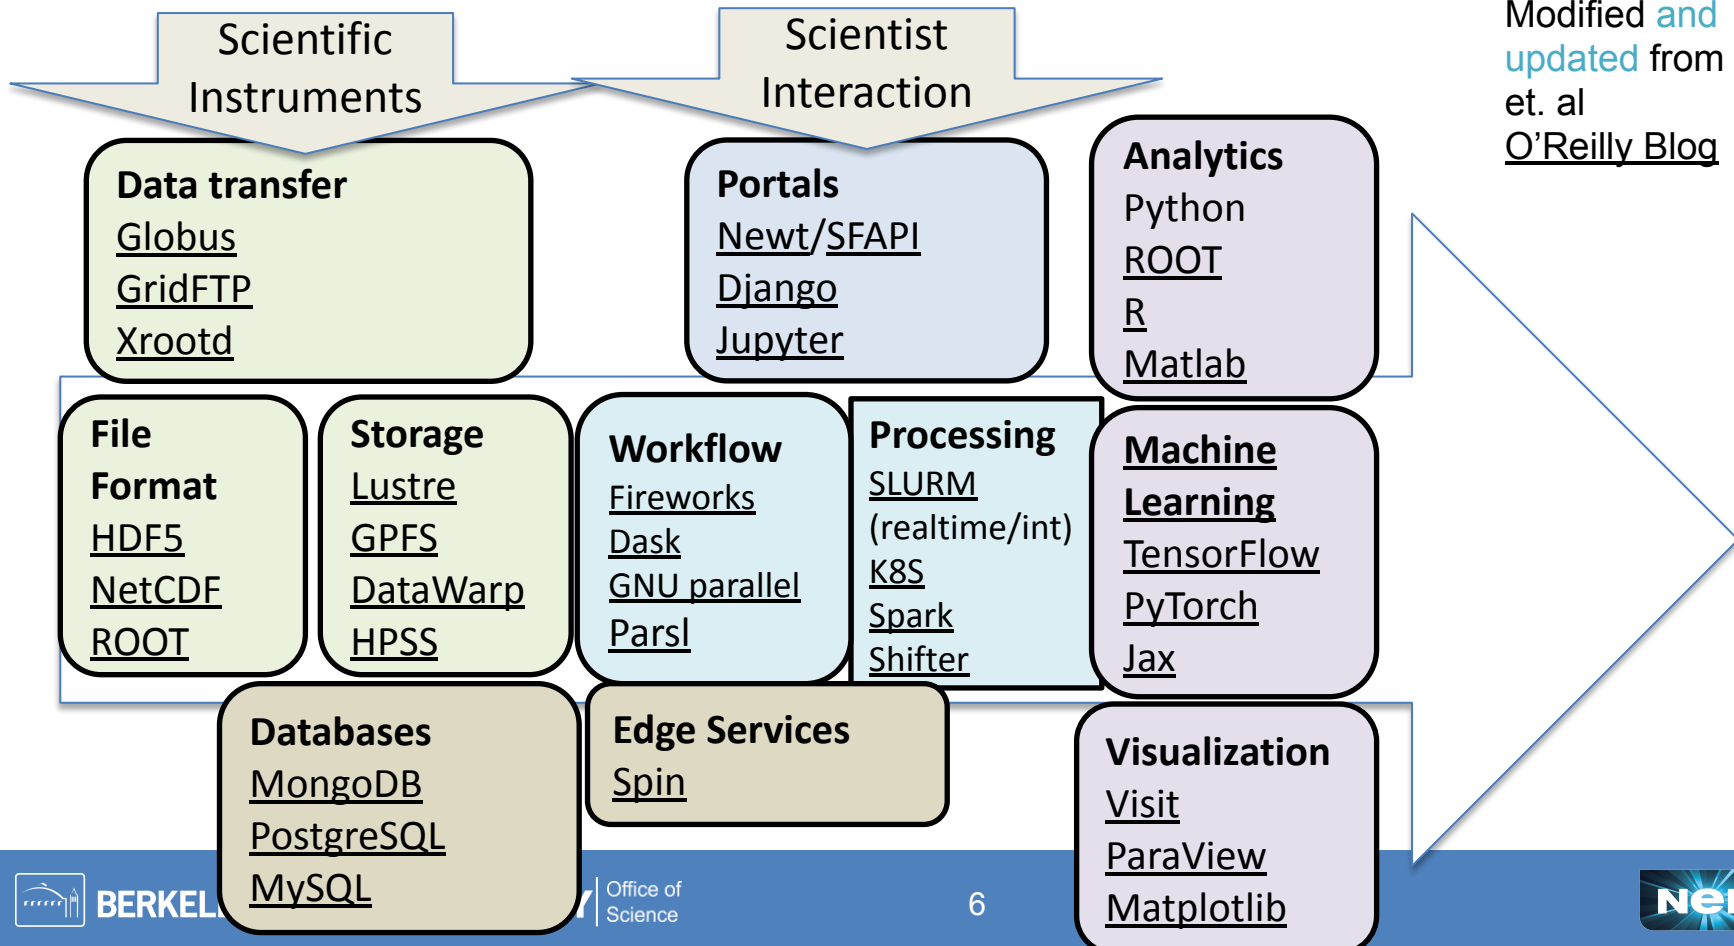 Scientific
Instruments
Scientist
Interaction
Modified and
updated from
et. al
O'Reilly Blog
Data transfer
Globus
GridFTP
Xrootd
Portals
Newt/SFAPI
Django
Jupyter
Analytics
Python
ROOT
R
Matlab
File
Format
HDF5
NetCDF
ROOT
Storage
Lustre
GPFS
DataWarp
HPSS
Workflow
Fireworks
Dask
GNU parallel
Parsl
Processing
SLURM
(realtime/int)
K8S
Spark
Shifter
Machine
Learning
TensorFlow
PyTorch
Jax
Databases
MongoDB
PostgreSQL
MySQL
Edge Services
Spin
Visualization
Visit
ParaView
Matplotlib
Office of
Science
6